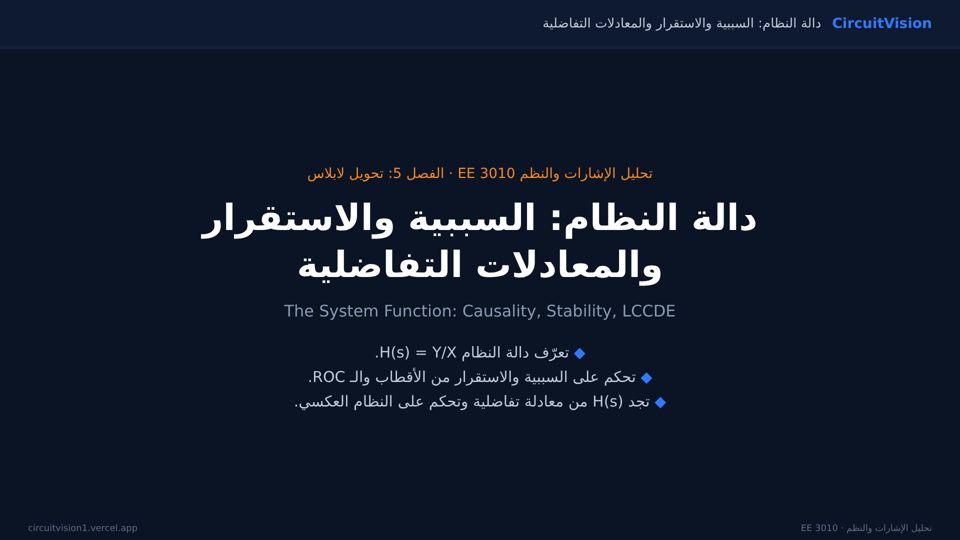 CircuitVision دالة النظام: السببية والاستقرار والمعادلات التفاضلية
تحليل الإشارات والنظم EE 3010 · الفصل 5: تحويل لابلاس
دالة النظام: السببية والاستقرار
والمعادلات التفاضلية
The System Function: Causality, Stability, LCCDE
◆ تعرّف دالة النظام H(s) = Y/X.
◆ تحكم على السببية والاستقرار من الأقطاب والـ ROC.
◆ تجد H(s) من معادلة تفاضلية وتحكم على النظام العكسي.
تحليل الإشارات والنظم · EE 3010
circuitvision1.vercel.app